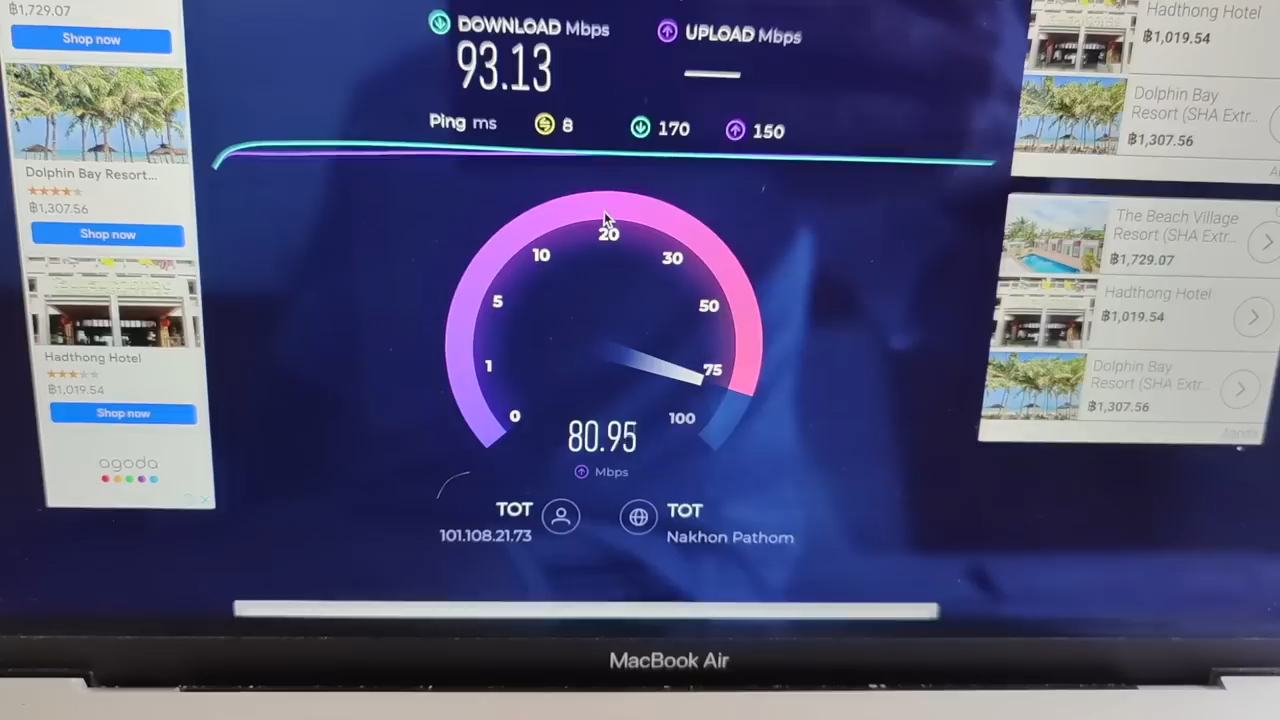 ฿1,729.07
Shop now
Dolphin Bay Resort...
฿1,307.56
Shop now
Hadthong Hotel
฿1,019.54
Shop now
agoda
DOWNLOAD Mbps
93.13
UPLOAD Mbps
Ping ms
8
170
150
0
1
5
10
20
30
50
75
100
80.95
Mbps
TOT
101.108.21.73
TOT
Nakhon Pathom
Hadthong Hotel
฿1,019.54
Dolphin Bay
Resort (SHA Extr...
฿1,307.56
The Beach Village
Resort (SHA Extr...
฿1,729.07
Hadthong Hotel
฿1,019.54
Dolphin Bay
Resort (SHA Extr...
฿1,307.56
Agoda
MacBook Air